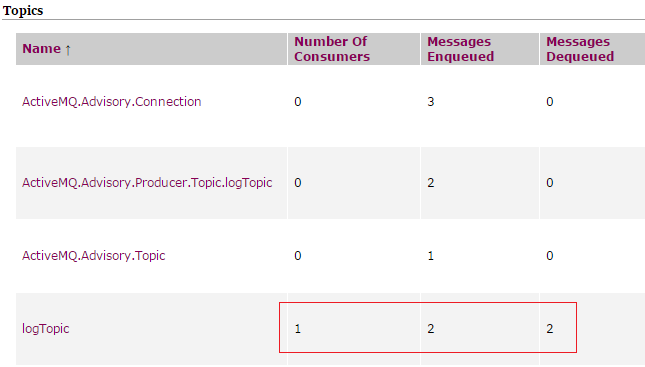 Topics
Name ↑ Number Of Consumers Messages Enqueued Messages Dequeued
ActiveMQ.Advisory.Connection 0 3 0
ActiveMQ.Advisory.Producer.Topic.logTopic 0 2 0
ActiveMQ.Advisory.Topic 0 1 0
logTopic 1 2 2